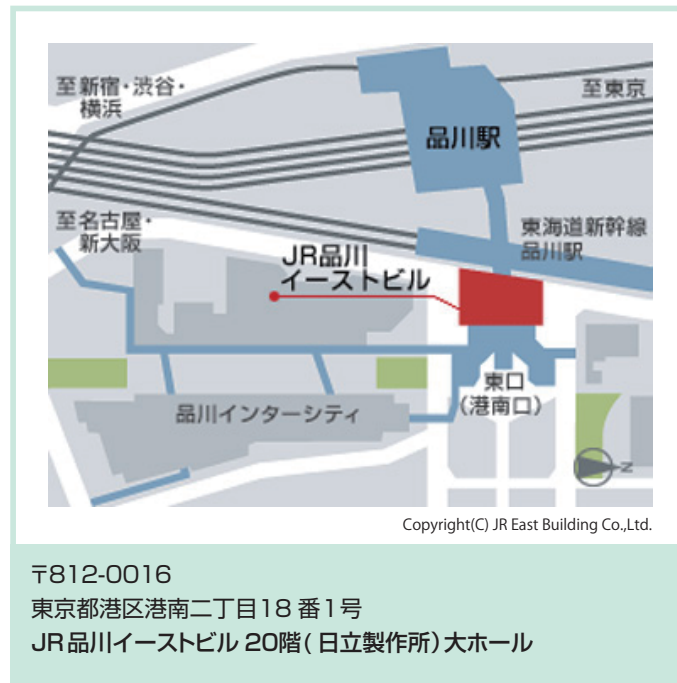 至新宿・渋谷・
横浜
至東京
品川駅
至名古屋・
新大阪
東海道新幹線
品川駅
JR品川
イーストビル
東口
(港南口)
品川インターシティ
N
Copyright(C) JR East Building Co.,Ltd.
〒812-0016
東京都港区港南二丁目18 番1号
JR品川イーストビル 20階( 日立製作所)大ホール